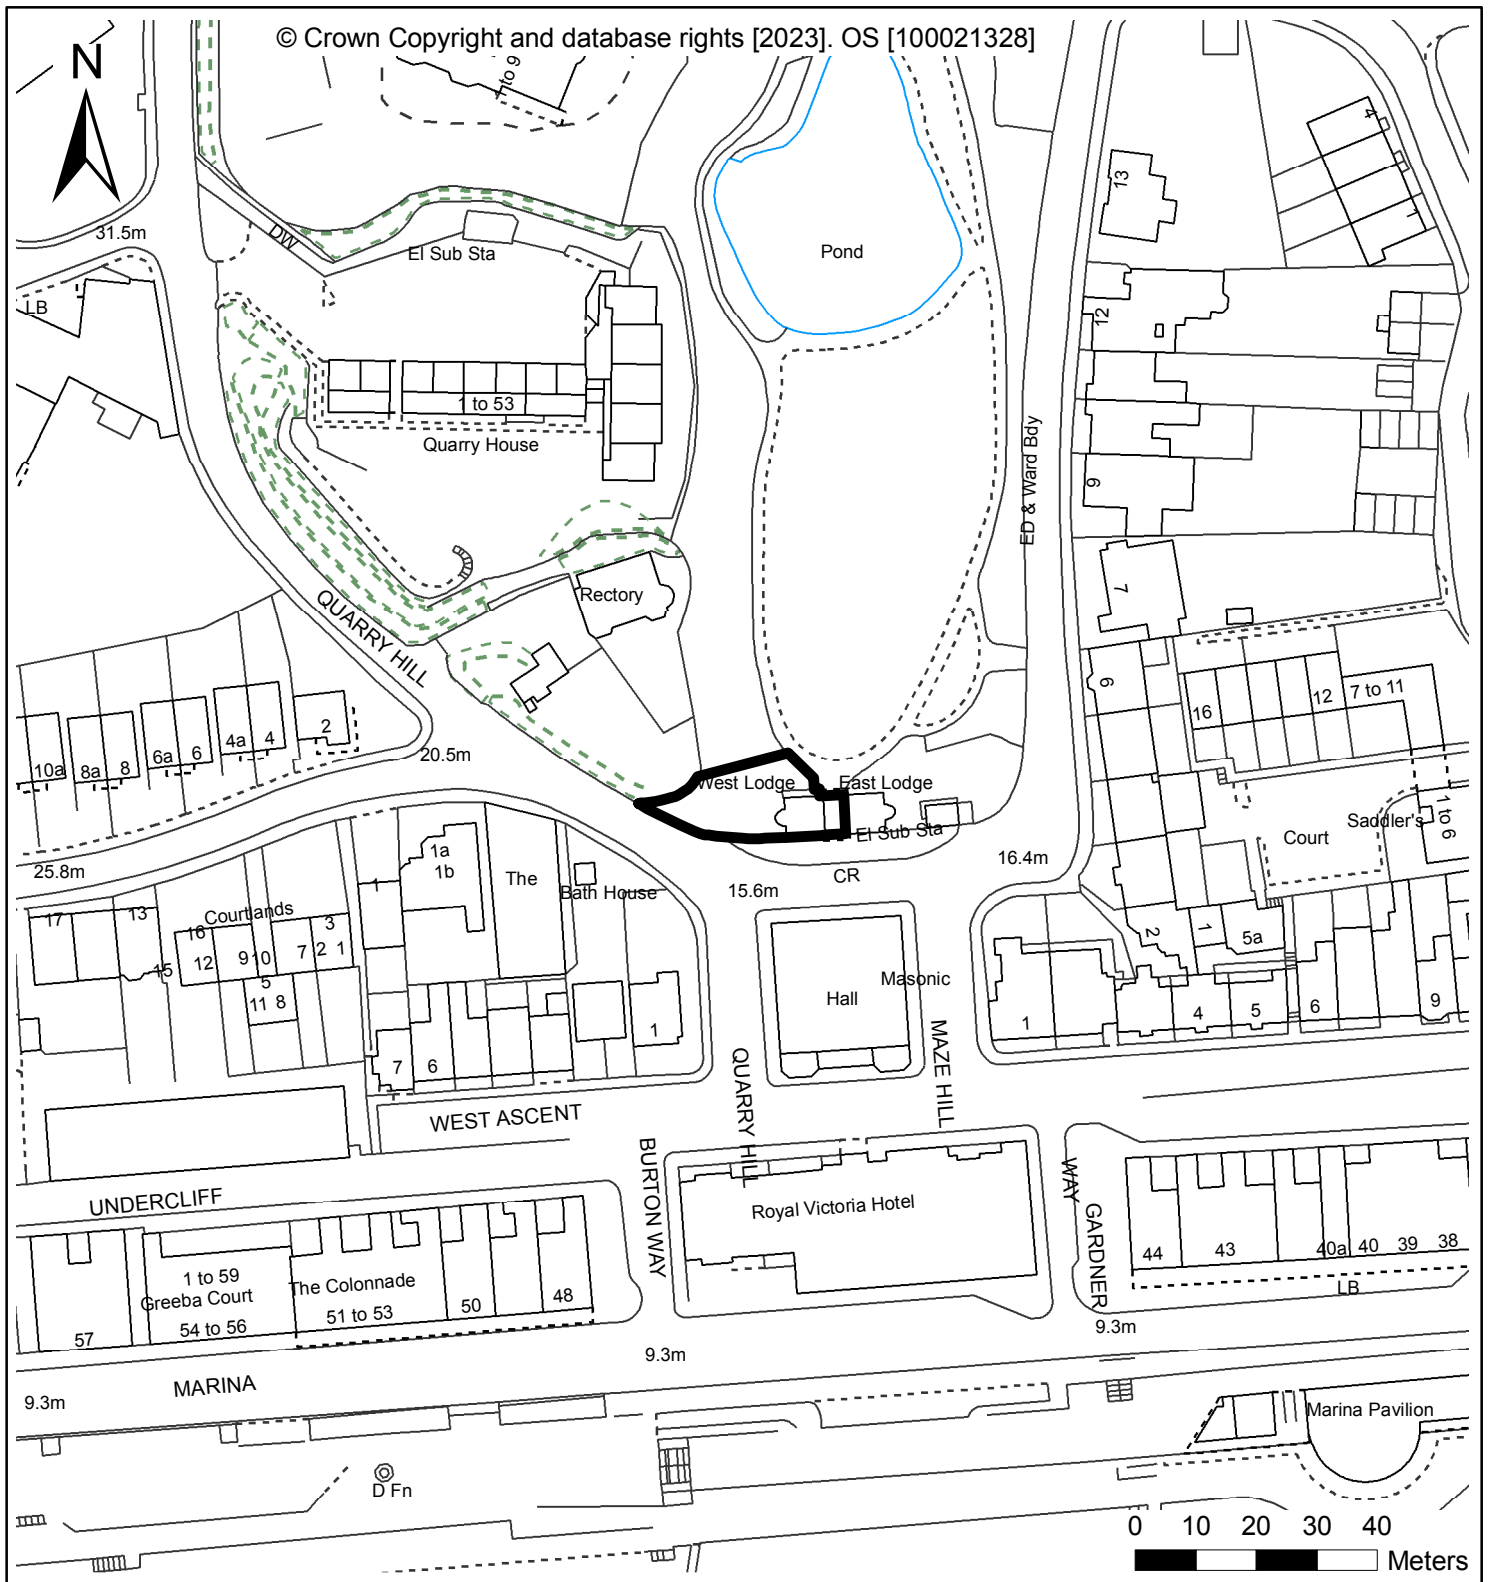 © Crown Copyright and database rights [2023]. OS [100021328]
N
1 to 9
4
13
31.5m
DW
El Sub Sta
Pond
1
LB
12
1 to 53
Quarry House
ED & Ward Bdy
9
QUARRY HILL
Rectory
7
6
16
12
7 to 11
10a
8a
8
6a
6
4a
4
2
20.5m
West Lodge
East Lodge
El Sub Sta
Saddler's
Court
1 to 6
25.8m
1a
1b
The
Bath House
1
16.4m
15.6m
CR
17
13
Courtlands
16
12
9
10
7
3
2
1
15
5
11
8
Masonic
Hall
2
1
5a
1
4
5
6
9
1
7
6
WEST ASCENT
QUARRY HILL
MAZE HILL
UNDERCLIFF
BURTON WAY
Royal Victoria Hotel
GARDNER
WAY
44
43
40a
40
39
38
1 to 59
Greeba Court
54 to 56
The Colonnade
51 to 53
50
48
57
LB
9.3m
9.3m
MARINA
9.3m
Marina Pavilion
D Fn
0 10 20 30 40
Meters